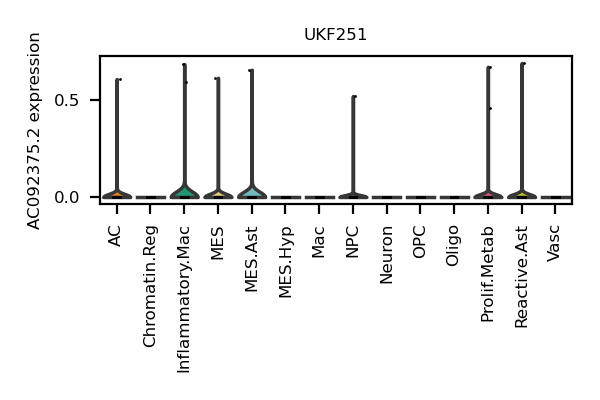 UKF251
AC092375.2 expression
0.5
0.0
AC
Chromatin.Reg
Inflammatory.Mac
MES
MES.Ast
MES.Hyp
Mac
NPC
Neuron
OPC
Oligo
Prolif.Metab
Reactive.Ast
Vasc